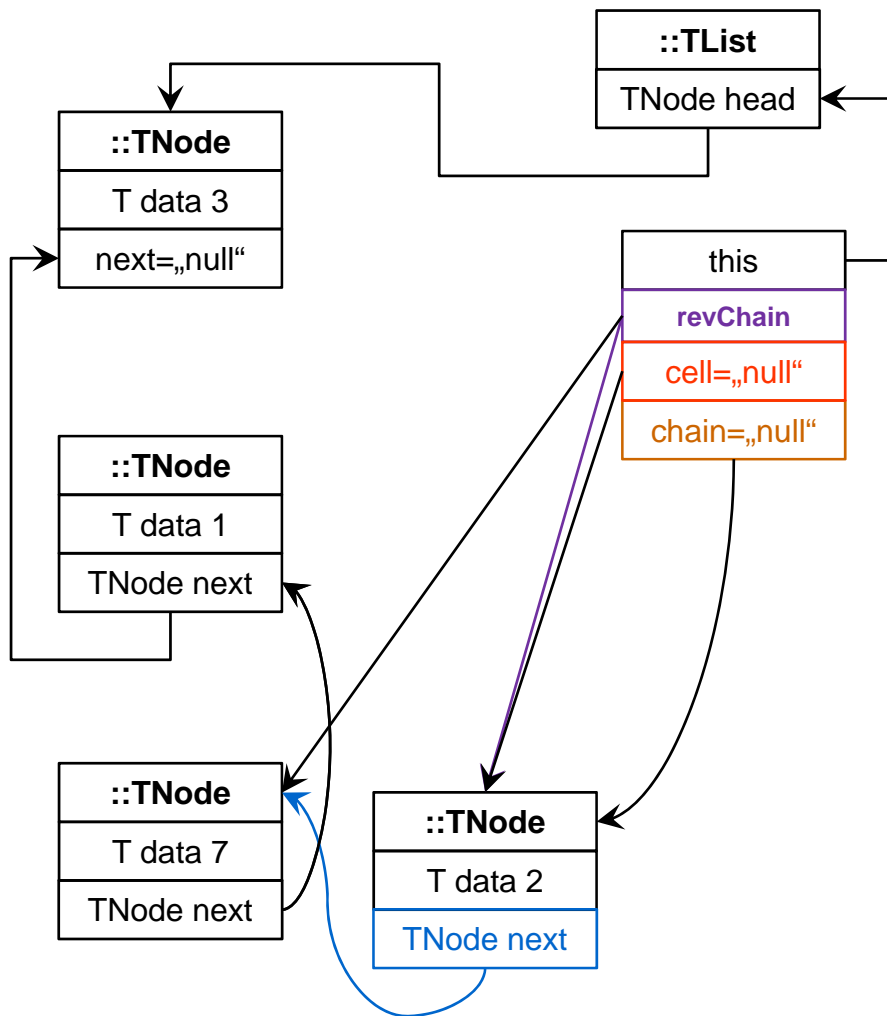 ::TList
TNode head
::TNode
T data 3
next=„null“
this
revChain
cell=„null“
chain=„null“
::TNode
T data 1
TNode next
::TNode
T data 7
TNode next
::TNode
T data 2
TNode next